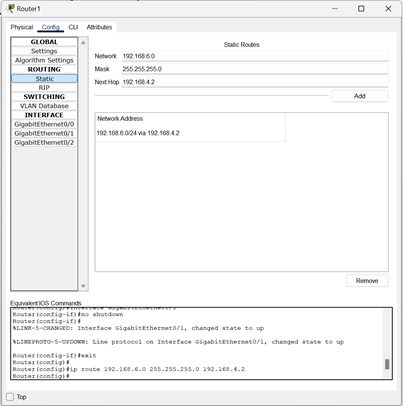 Router1
Physical Config CLI Attributes
GLOBAL
Settings
Algorithm Settings
ROUTING
Static
RIP
SWITCHING
VLAN Database
INTERFACE
GigabitEthernet0/0
GigabitEthernet0/1
GigabitEthernet0/2
Static Routes
Network 192.168.6.0
Mask 255.255.255.0
Next Hop 192.168.4.2
Add
Network Address
192.168.6.0/24 via 192.168.4.2
Remove
Equivalent IOS Commands
Router(config)#interface GigabitEthernet0/1
Router(config-if)#no shutdown
Router(config-if)#
%LINK-5-CHANGED: Interface GigabitEthernet0/1, changed state to up
%LINEPROTO-5-UPDOWN: Line protocol on Interface GigabitEthernet0/1, changed state to up
Router(config-if)#exit
Router(config)#
Router(config)#ip route 192.168.6.0 255.255.255.0 192.168.4.2
Router(config)#
Top